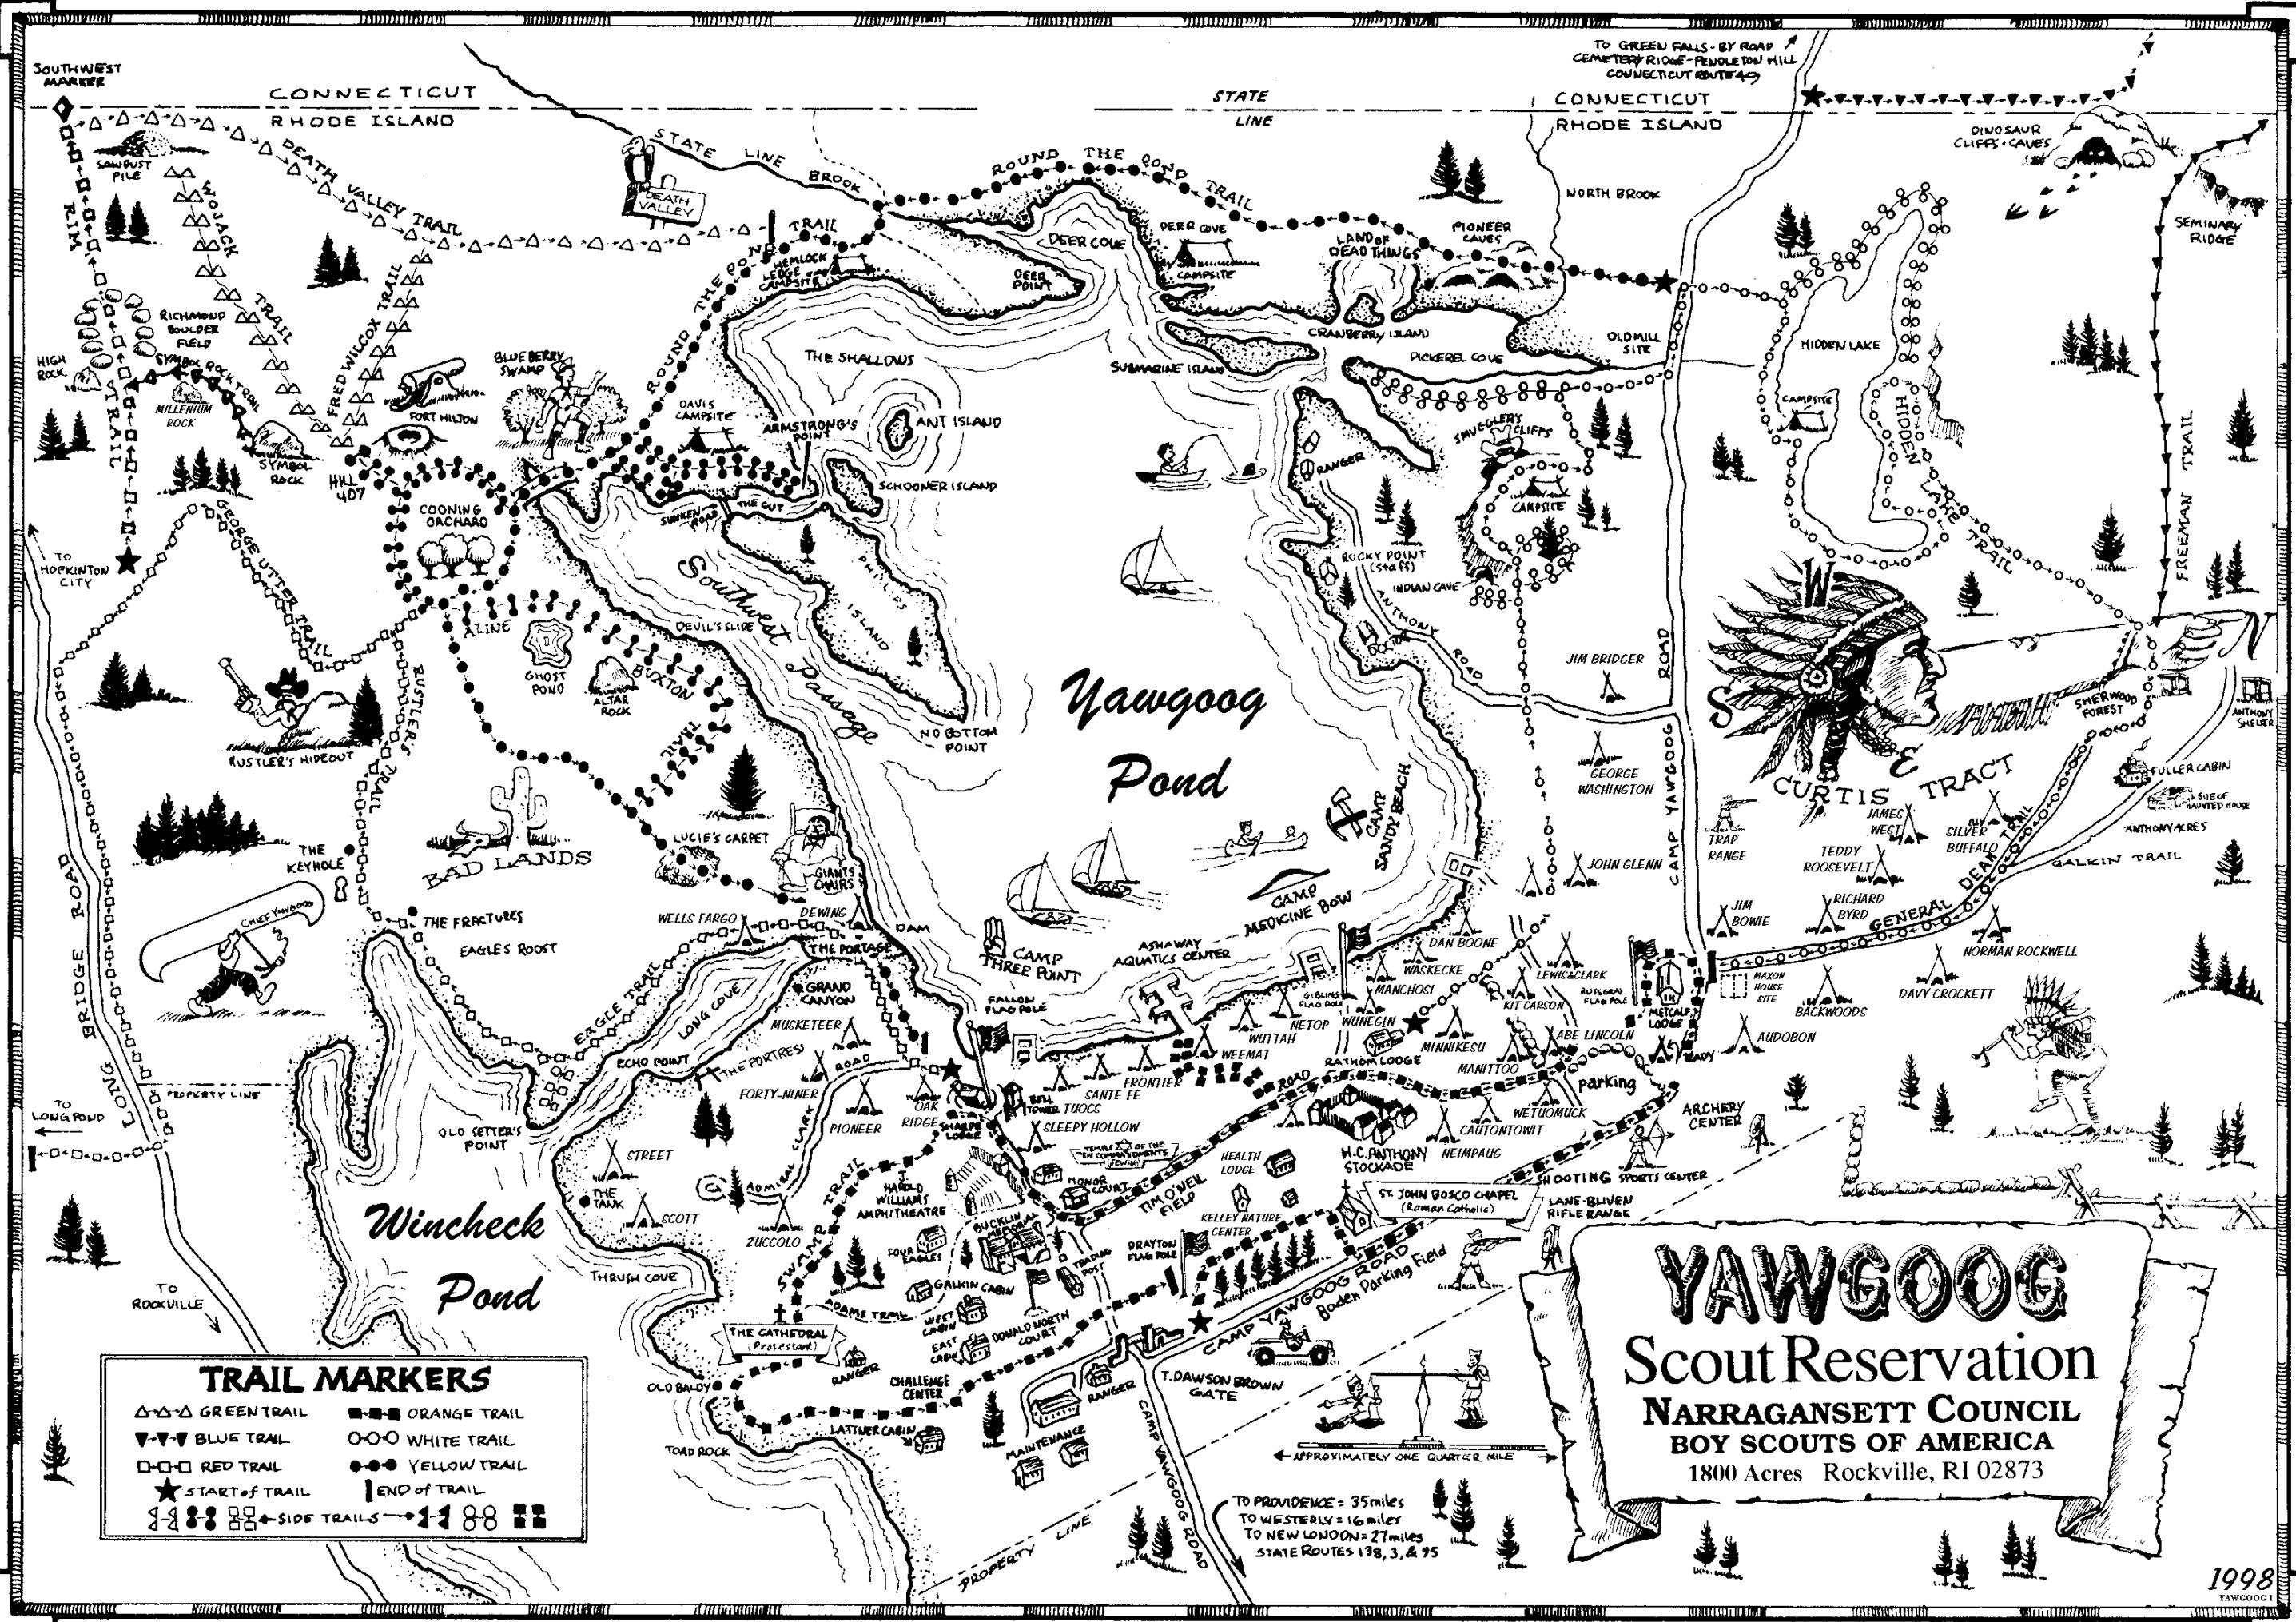 SOUTHWEST
MARKER
CONNECTICUT
RHODE ISLAND
STATE
LINE
TO GREEN FALLS-BY ROAD
CEMETERY RIDGE-PENDLETON HILL
CONNECTICUT ROUTE 49
CONNECTICUT
RHODE ISLAND
DINOSAUR
CLIFFS & CAVES
SAWDUST
PILE
DEATH VALLEY TRAIL
STATE LINE BROOK
DEATH
VALLEY
ROUND THE POND TRAIL
NORTH BROOK
SEMINARY
RIDGE
RIM
ATA TRAIL
WOJACK TRAIL
FRED WILCOX TRAIL
ROUND THE POND TRAIL
HEMLOCK
LEDGE
CAMPSITE
DEER COVE
DEER
POINT
DEER COVE
CAMPSITE
LAND OF
DEAD THINGS
PIONEER
CAVES
RICHMOND
BOULDER
FIELD
HIGH
ROCK
SYMBOL ROCK TRAIL
MILLENIUM
ROCK
SYMBOL
ROCK
FORT HILTON
BLUEBERRY
SWAMP
DAVIS
CAMPSITE
ARMSTRONG'S
POINT
THE SHALLOWS
ANT ISLAND
SCHOONER ISLAND
SUBMARINE ISLAND
CRANBERRY ISLAND
PICKEREL COVE
OLD MILL
SITE
HIDDEN LAKE
CAMPSITE
HIDDEN LAKE TRAIL
FREEMAN TRAIL
HILL
407
COONING
ORCHARD
SUNKEN
ROAD
THE GUT
PHILLIPS
ISLAND
RANGER
SMUGGLER'S
CLIFFS
CAMPSITE
ROCKY POINT
(Staff)
INDIAN CAVE
TO
HOPKINTON
CITY
GEORGE UTTER TRAIL
A LINE
GHOST
POND
ALTAR
ROCK
BUXTON
TRAIL
DEVIL'S SLIDE
Southwest Passage
NO BOTTOM
POINT
Yawgoog
Pond
ANTHONY ROAD
JIM BRIDGER
GEORGE
WASHINGTON
CAMP YAWGOOG ROAD
W
N
S
E
CURTIS TRACT
SHERWOOD
FOREST
ANTHONY
SHELTER
RUSTLER'S HIDEOUT
RUSTLER'S TRAIL
THE
KEYHOLE
BAD LANDS
LUCIE'S CARPET
GIANTS
CHAIRS
CAMP
SANDY BEACH
TRAP
RANGE
JAMES
WEST
SILVER
BUFFALO
FULLER CABIN
SITE OF
HAUNTED HOUSE
ANTHONY ACRES
GALKIN TRAIL
TEDDY
ROOSEVELT
JOHN GLENN
GENERAL DEAN TRAIL
JIM
BOWIE
RICHARD
BYRD
NORMAN ROCKWELL
LONG BRIDGE ROAD
CHIEF YAWGOOG
THE FRACTURES
EAGLES ROOST
WELLS FARGO
DEWING
THE PORTAGE
DAM
CAMP
THREE POINT
CAMP
MEDICINE BOW
ASHAWAY
AQUATICS CENTER
DAN BOONE
WASKECKE
MANCHOSI
LEWIS & CLARK
KIT CARSON
METCALF
LODGE
MAXON
HOUSE
SITE
BACKWOODS
DAVY CROCKETT
EAGLE TRAIL
LONG COVE
GRAND
CANYON
FALLON
FLAG POLE
GIBLIN
FLAG POLE
NETOP
WUNEGIN
WUTTAH
WEEMAT
RATHOM LODGE
MINNIKESU
ABE LINCOLN
AUDOBON
MUSKETEER
ECHO POINT
THE FORTRESS
ROAD
FORTY-NINER
PIONEER
OAK
RIDGE
SHARPE
LODGE
BELL
TOWER
TUOCS
SANTE FE
FRONTIER
SLEEPY HOLLOW
ROAD
MANITTOO
parking
WETUOMUCK
CAUTONTOWIT
NEIMPAUG
H.C. ANTHONY
STOCKADE
ARCHERY
CENTER
PROPERTY LINE
TO
LONG POND
OLD SETTER'S
POINT
STREET
THE
TANK
SCOTT
ADMIRAL CLARK
ZUCCOLO
SWAMP TRAIL
J.
HAROLD
WILLIAMS
AMPHITHEATRE
TEMPLE OF THE
TEN COMMANDMENTS
(Jewish)
HONOR
COURT
TIM O'NEIL
FIELD
HEALTH
LODGE
KELLEY NATURE
CENTER
ST. JOHN BOSCO CHAPEL
(Roman Catholic)
SHOOTING SPORTS CENTER
LANE-BLIVEN
RIFLE RANGE
Wincheck
Pond
TO
ROCKVILLE
THRUSH COVE
FOUR
EAGLES
BUCKLIN
MEMORIAL
TRADING
POST
GALKIN CABIN
ADAMS TRAIL
WEST
CABIN
EAST
CABIN
DONALD NORTH
COURT
DRAYTON
FLAG POLE
THE CATHEDRAL
(Protestant)
OLD BALDY
RANGER
CHALLENGE
CENTER
LATTNER CABIN
TOAD ROCK
MAINTENANCE
RANGER
T. DAWSON BROWN
GATE
CAMP YAWGOOG ROAD
Boden Parking Field
CAMP YAWGOOG ROAD
APPROXIMATELY ONE QUARTER MILE
PROPERTY LINE
TO PROVIDENCE = 35 miles
TO WESTERLY = 16 miles
TO NEW LONDON = 27 miles
STATE ROUTES 138, 3, & 95
TRAIL MARKERS
GREEN TRAIL
ORANGE TRAIL
BLUE TRAIL
WHITE TRAIL
RED TRAIL
YELLOW TRAIL
START of TRAIL
END of TRAIL
SIDE TRAILS
YAWGOOG
Scout Reservation
NARRAGANSETT COUNCIL
BOY SCOUTS OF AMERICA
1800 Acres Rockville, RI 02873
1998
YAWGOOG1